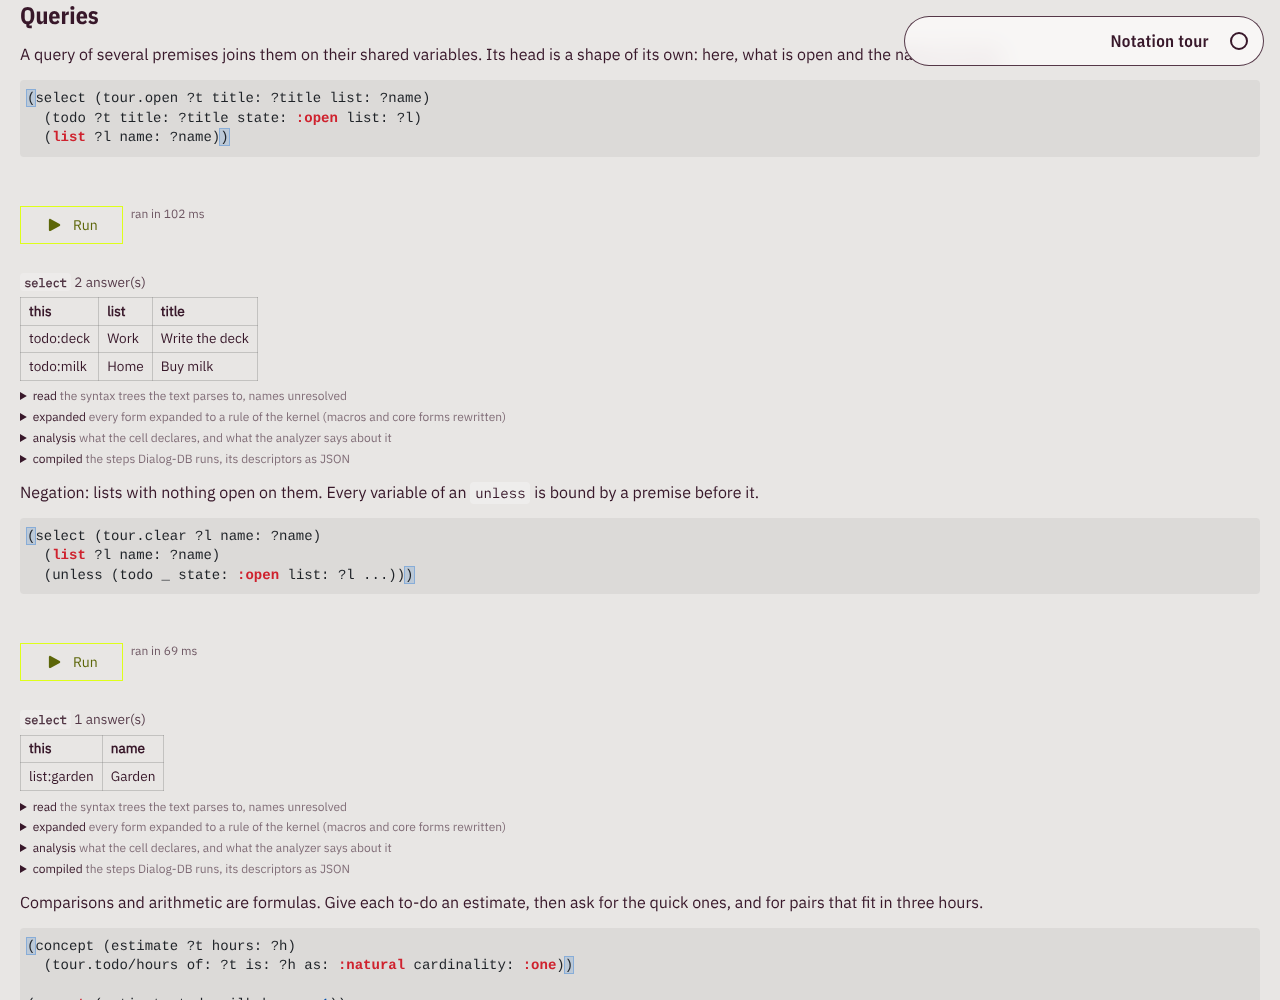 Queries
Notation tour
A query of several premises joins them on their shared variables. Its head is a shape of its own: here, what is open and the
(select (tour.open ?t title: ?title list: ?name)
(todo ?t title: ?title state: :open list: ?l)
(list ?l name: ?name))
Run
ran in 102 ms
select 2 answer(s)
this list title
todo:deck Work Write the deck
todo:milk Home Buy milk
read the syntax trees the text parses to, names unresolved
expanded every form expanded to a rule of the kernel (macros and core forms rewritten)
analysis what the cell declares, and what the analyzer says about it
compiled the steps Dialog-DB runs, its descriptors as JSON
Negation: lists with nothing open on them. Every variable of an unless is bound by a premise before it.
(select (tour.clear ?l name: ?name)
(list ?l name: ?name)
(unless (todo _ state: :open list: ?l ...)))
Run
ran in 69 ms
select 1 answer(s)
this name
list:garden Garden
read the syntax trees the text parses to, names unresolved
expanded every form expanded to a rule of the kernel (macros and core forms rewritten)
analysis what the cell declares, and what the analyzer says about it
compiled the steps Dialog-DB runs, its descriptors as JSON
Comparisons and arithmetic are formulas. Give each to-do an estimate, then ask for the quick ones, and for pairs that fit in three hours.
(concept (estimate ?t hours: ?h)
(tour.todo/hours of: ?t is: ?h as: :natural cardinality: :one))